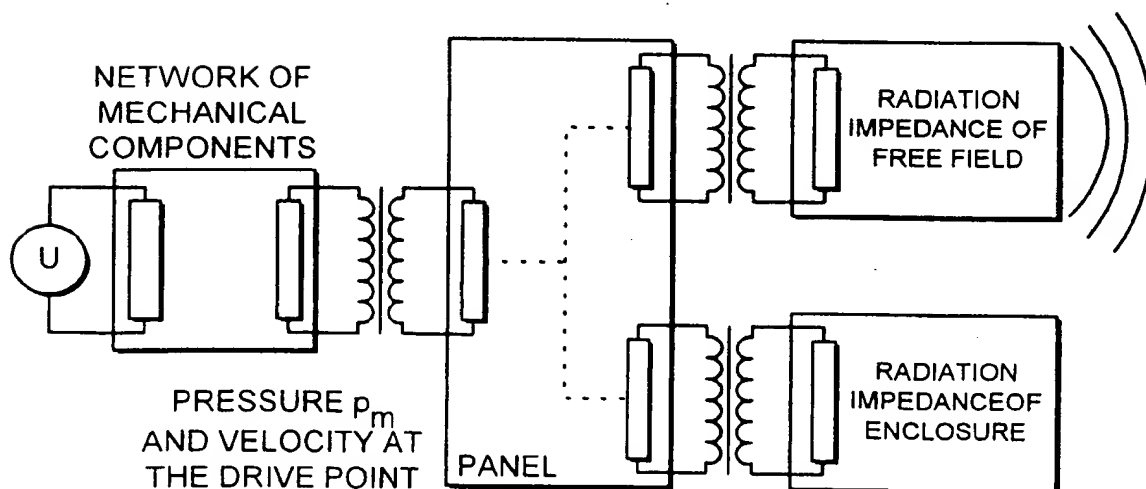 NETWORK OF
MECHANICAL
COMPONENTS
U
PRESSURE pm
AND VELOCITY AT
THE DRIVE POINT
PANEL
RADIATION
IMPEDANCE OF
FREE FIELD
RADIATION
IMPEDANCEOF
ENCLOSURE